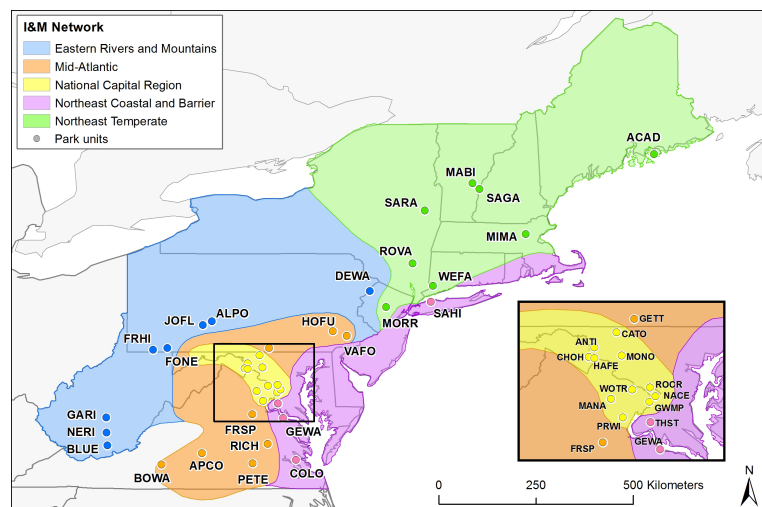 I&M Network
Eastern Rivers and Mountains
Mid-Atlantic
National Capital Region
Northeast Coastal and Barrier
Northeast Temperate
Park units
ACAD
MABI
SAGA
SARA
MIMA
ROVA
DEWA
WEFA
SAHI
MORR
JOFL
ALPO
HOFU
VAFO
FRHI
FONE
GARI
NERI
BLUE
FRSP
GEWA
RICH
APCO
BOWA
PETE
COLO
GETT
CATO
ANTI
CHOH
HAFE
MONO
WOTR
ROCR
NACE
MANA
GWMP
PRWI
THST
GEWA
FRSP
0 250 500 Kilometers
N